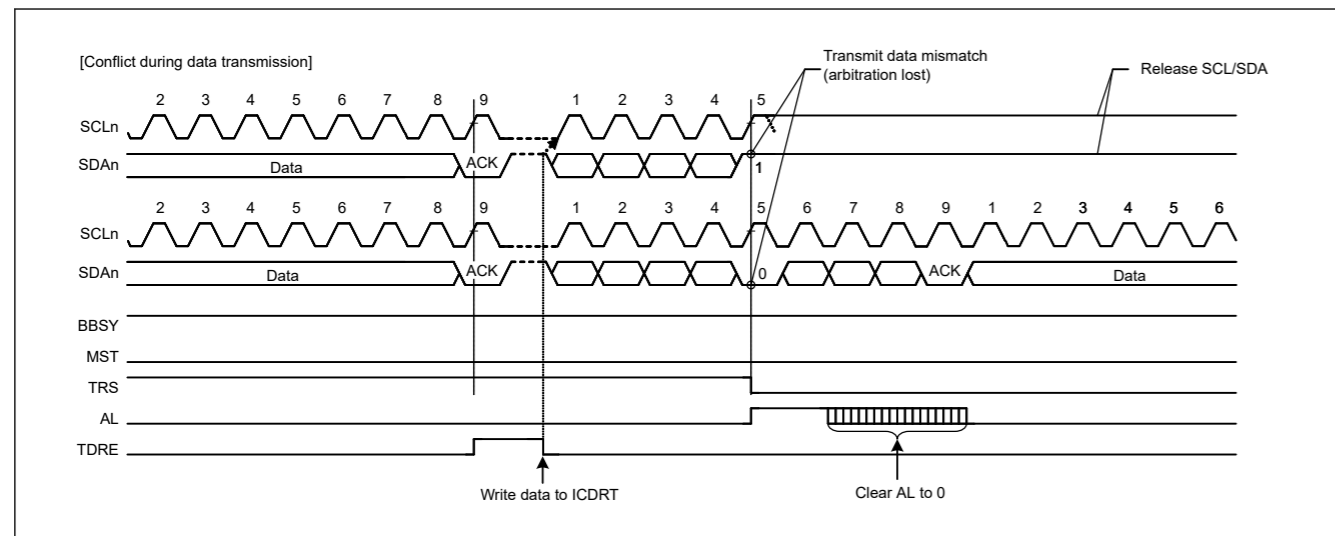 [Conflict during data transmission]
Transmit data mismatch
(arbitration lost)
Release SCL/SDA
2 3 4 5 6 7 8 9 1 2 3 4 5
SCLn
SDAn Data ACK 1
2 3 4 5 6 7 8 9 1 2 3 4 5 6 7 8 9 1 2 3 4 5 6
SCLn
SDAn Data ACK 0 ACK Data
BBSY
MST
TRS
AL
TDRE
Write data to ICDRT Clear AL to 0